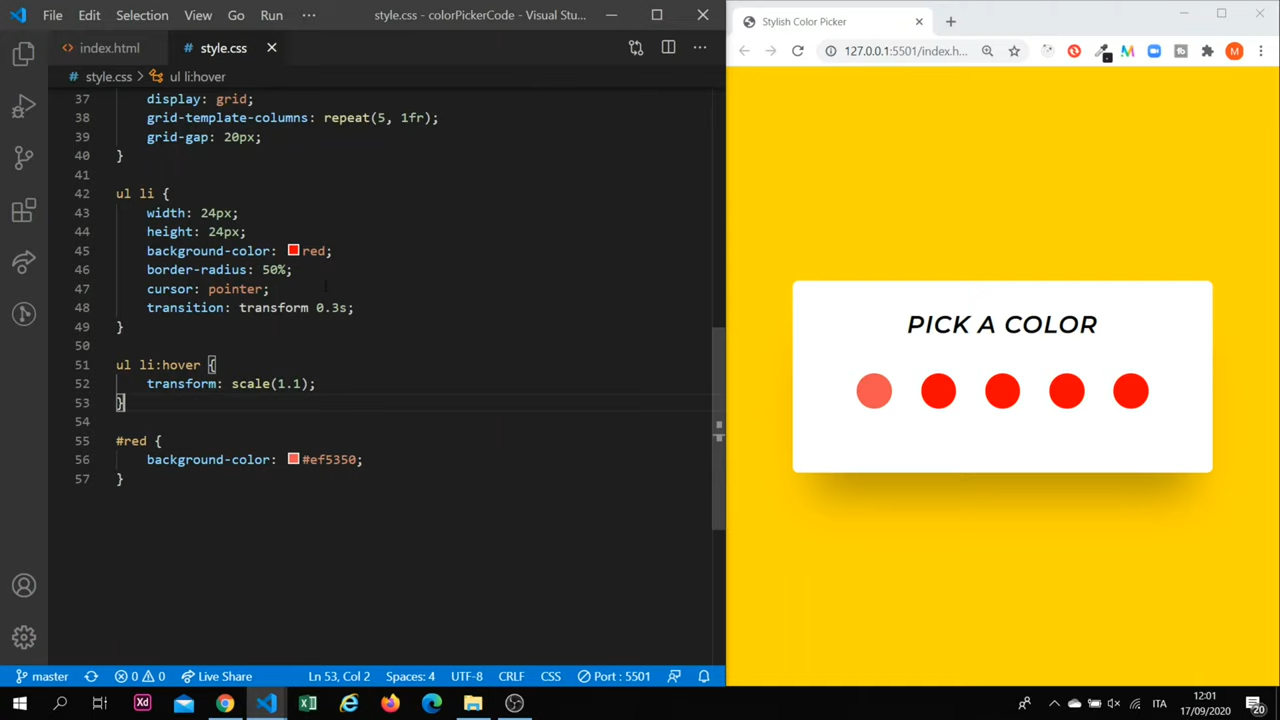 File Edit Selection View Go Run ··· style.css - colorPickerCode - Visual Stu...
index.html style.css
style.css > ul li:hover
37 display: grid;
38 grid-template-columns: repeat(5, 1fr);
39 grid-gap: 20px;
40 }
41
42 ul li {
43 width: 24px;
44 height: 24px;
45 background-color: red;
46 border-radius: 50%;
47 cursor: pointer;
48 transition: transform 0.3s;
49 }
50
51 ul li:hover {
52 transform: scale(1.1);
53 }
54
55 #red {
56 background-color: #ef5350;
57 }
master 0 0 Live Share Ln 53, Col 2 Spaces: 4 UTF-8 CRLF CSS Port : 5501
Stylish Color Picker
127.0.0.1:5501/index.h...
M
PICK A COLOR
Xd
ITA
12:01
17/09/2020
20